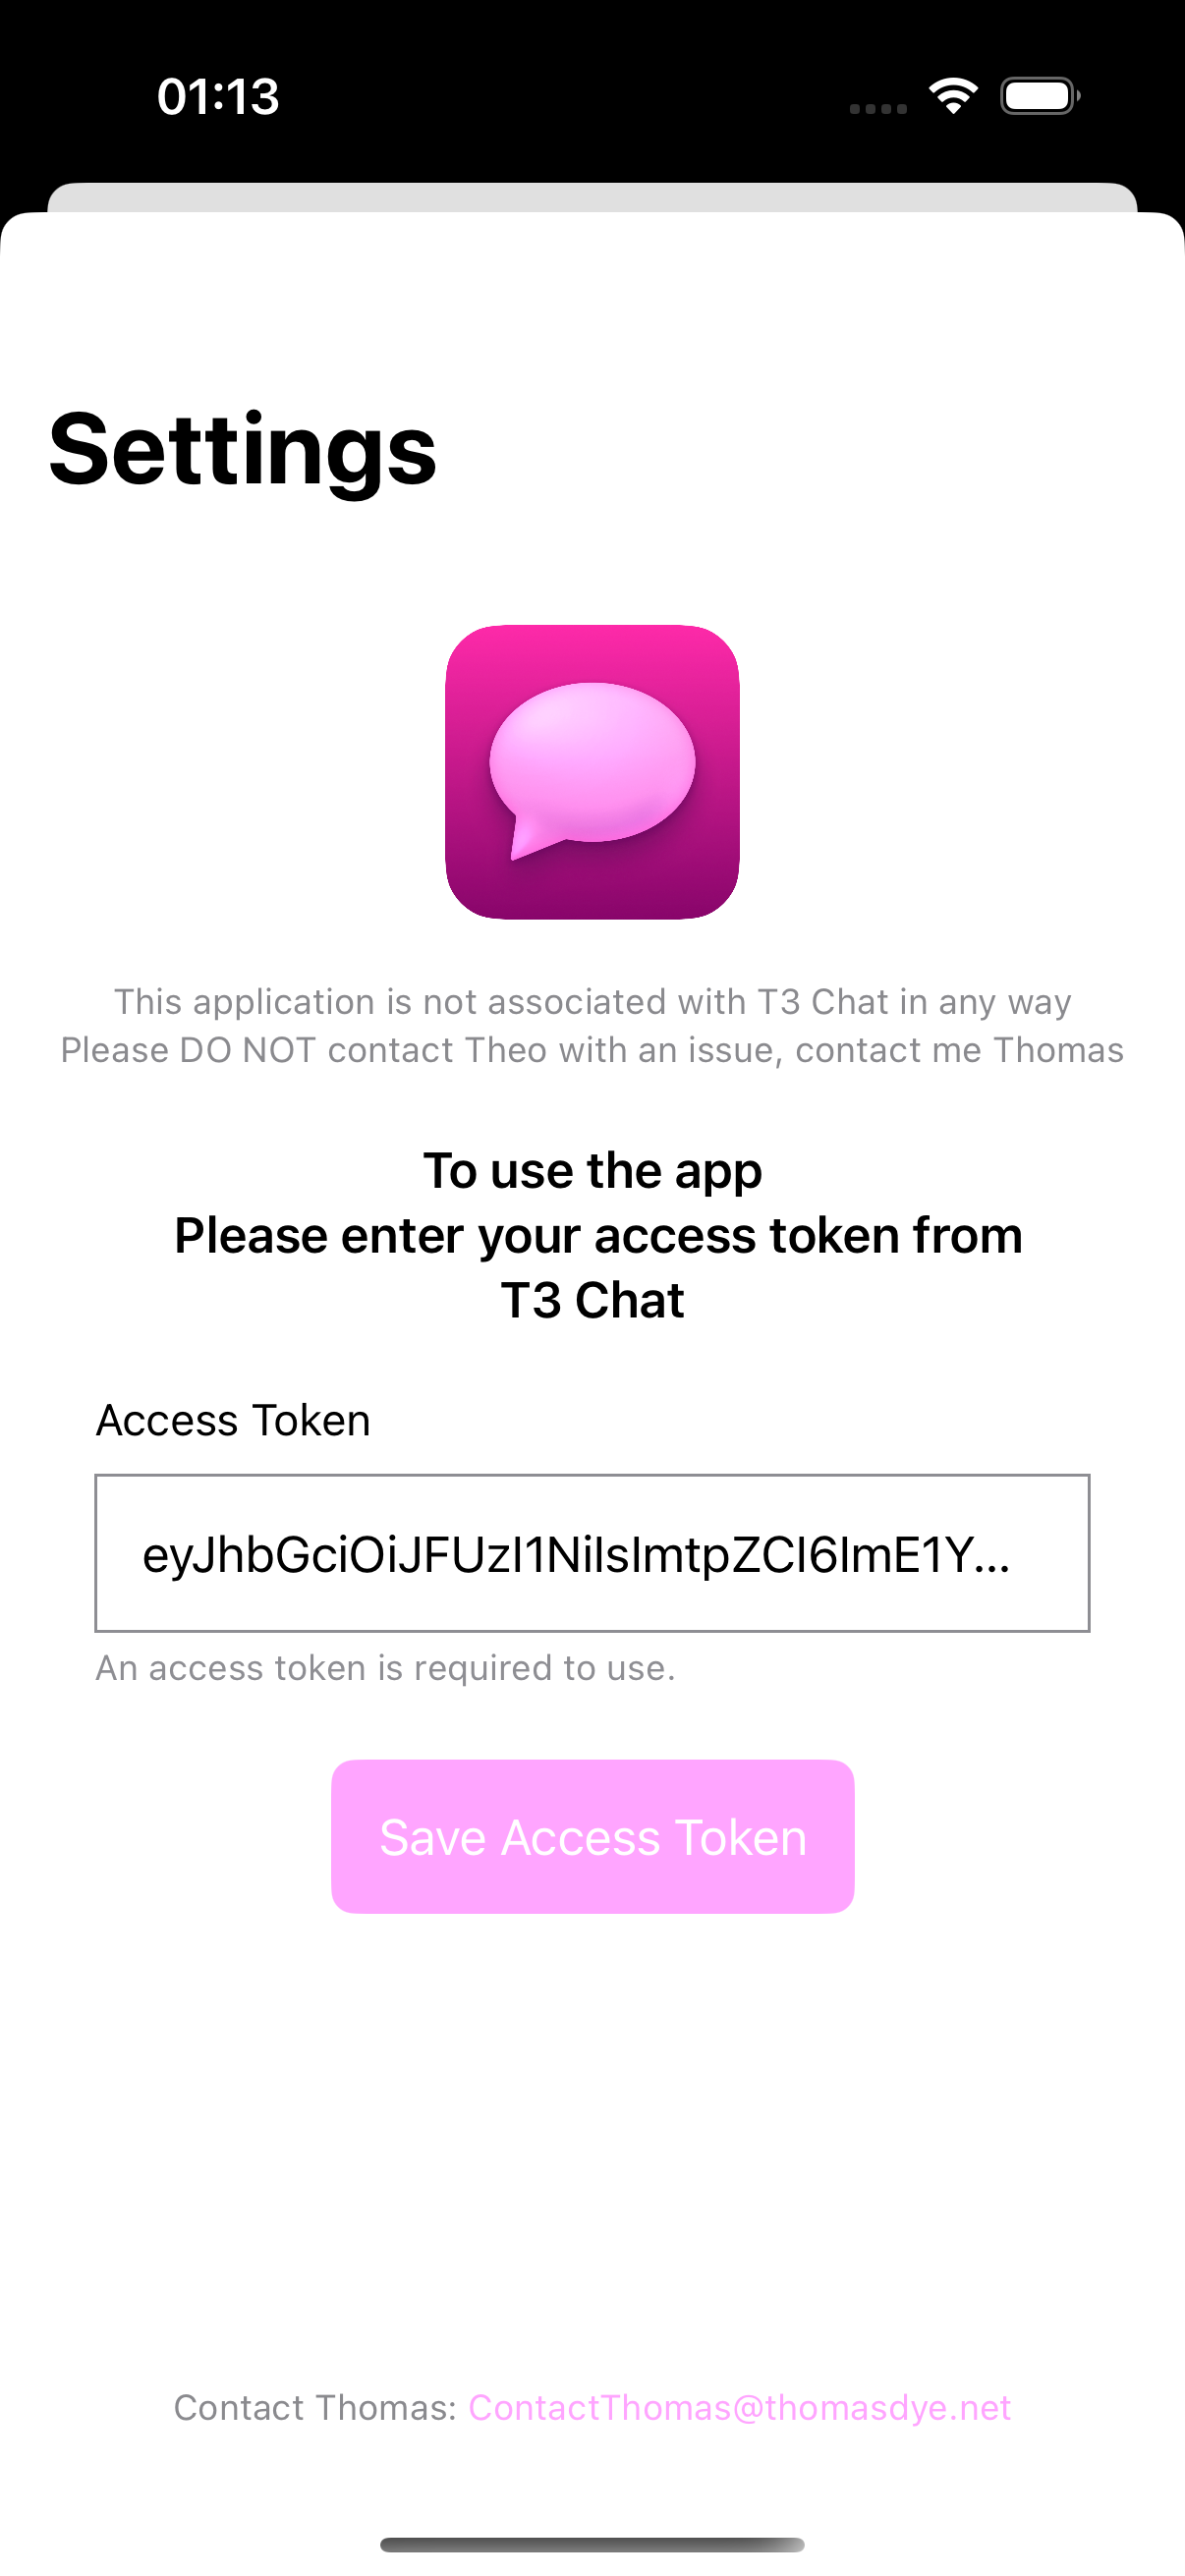 01:13
Settings
This application is not associated with T3 Chat in any way
Please DO NOT contact Theo with an issue, contact me Thomas
To use the app
Please enter your access token from
T3 Chat
Access Token
eyJhbGciOiJFUzI1NiIsImtpZCI6ImE1Y...
An access token is required to use.
Save Access Token
Contact Thomas: ContactThomas@thomasdye.net